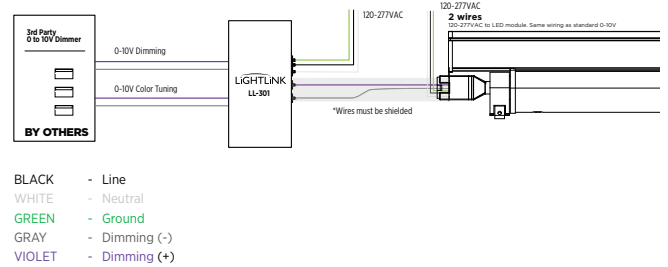 120-277VAC
120-277VAC
2 wires
120-277VAC to LED module. Same wiring as standard 0-10V
3rd Party
0 to 10V Dimmer
0-10V Dimming
0-10V Color Tuning
LiGHTLiNK
LL-301
*Wires must be shielded
BY OTHERS
BLACK - Line
WHITE - Neutral
GREEN - Ground
GRAY - Dimming (-)
VIOLET - Dimming (+)